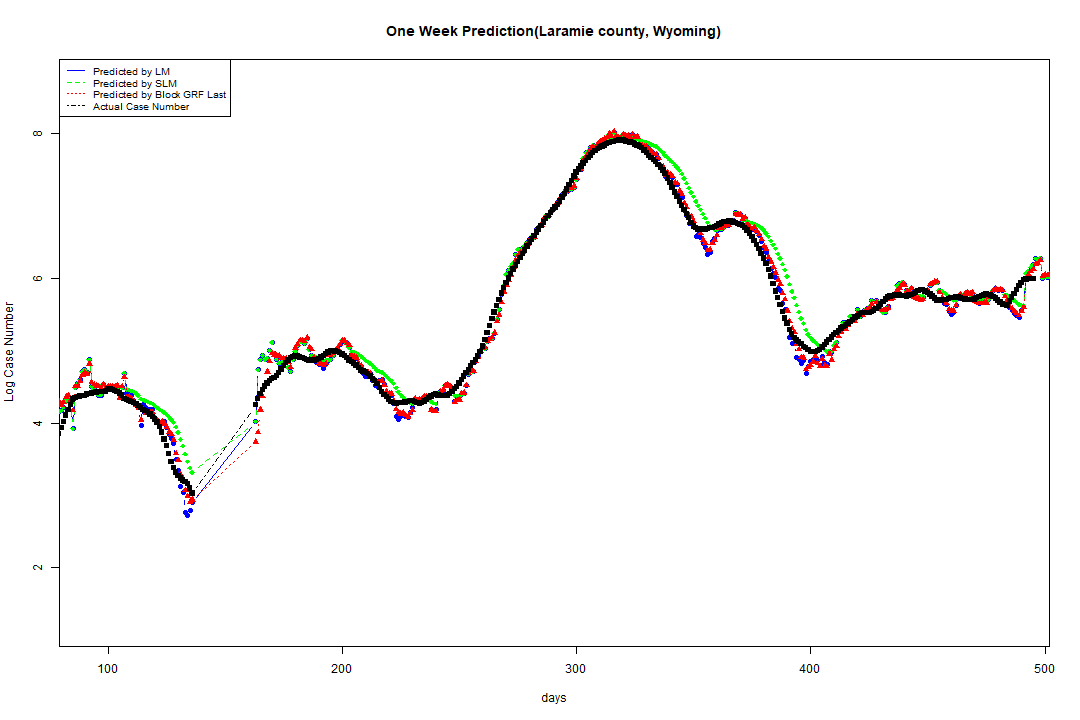 One Week Prediction(Laramie county, Wyoming)
Predicted by LM
Predicted by SLM
Predicted by Block GRF Last
Actual Case Number
8
6
4
2
Log Case Number
100 200 300 400 500
days